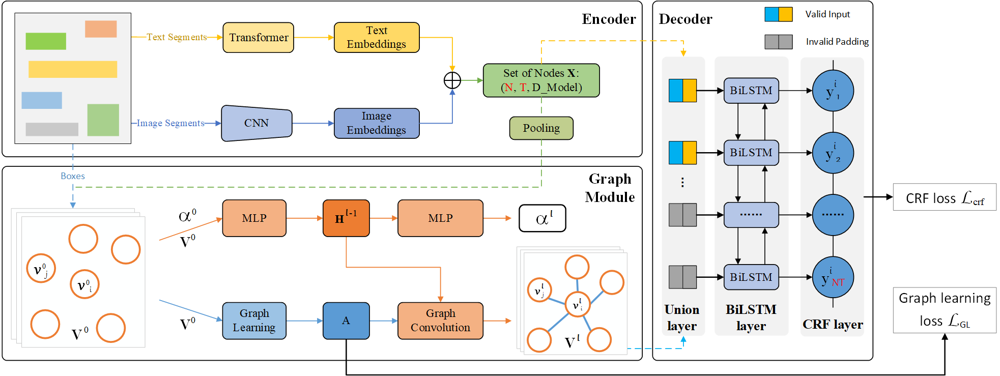 Encoder
Text Segments
Transformer
Text
Embeddings
Set of Nodes X:
(N, T, D_Model)
Image Segments
CNN
Image
Embeddings
Pooling
Boxes
Graph
Module
α⁰
V⁰
MLP
Hˡ⁻¹
MLP
αˡ
v⁰ⱼ
v⁰ᵢ
V⁰
V⁰
Graph
Learning
A
Graph
Convolution
vˡⱼ
vˡᵢ
Vˡ
Decoder
Valid Input
Invalid Padding
BiLSTM
yⁱ₁
BiLSTM
yⁱ₂
⋮
······
······
BiLSTM
yⁱ_NT
Union
layer
BiLSTM
layer
CRF layer
CRF loss ℒcrf
Graph learning
loss ℒGL